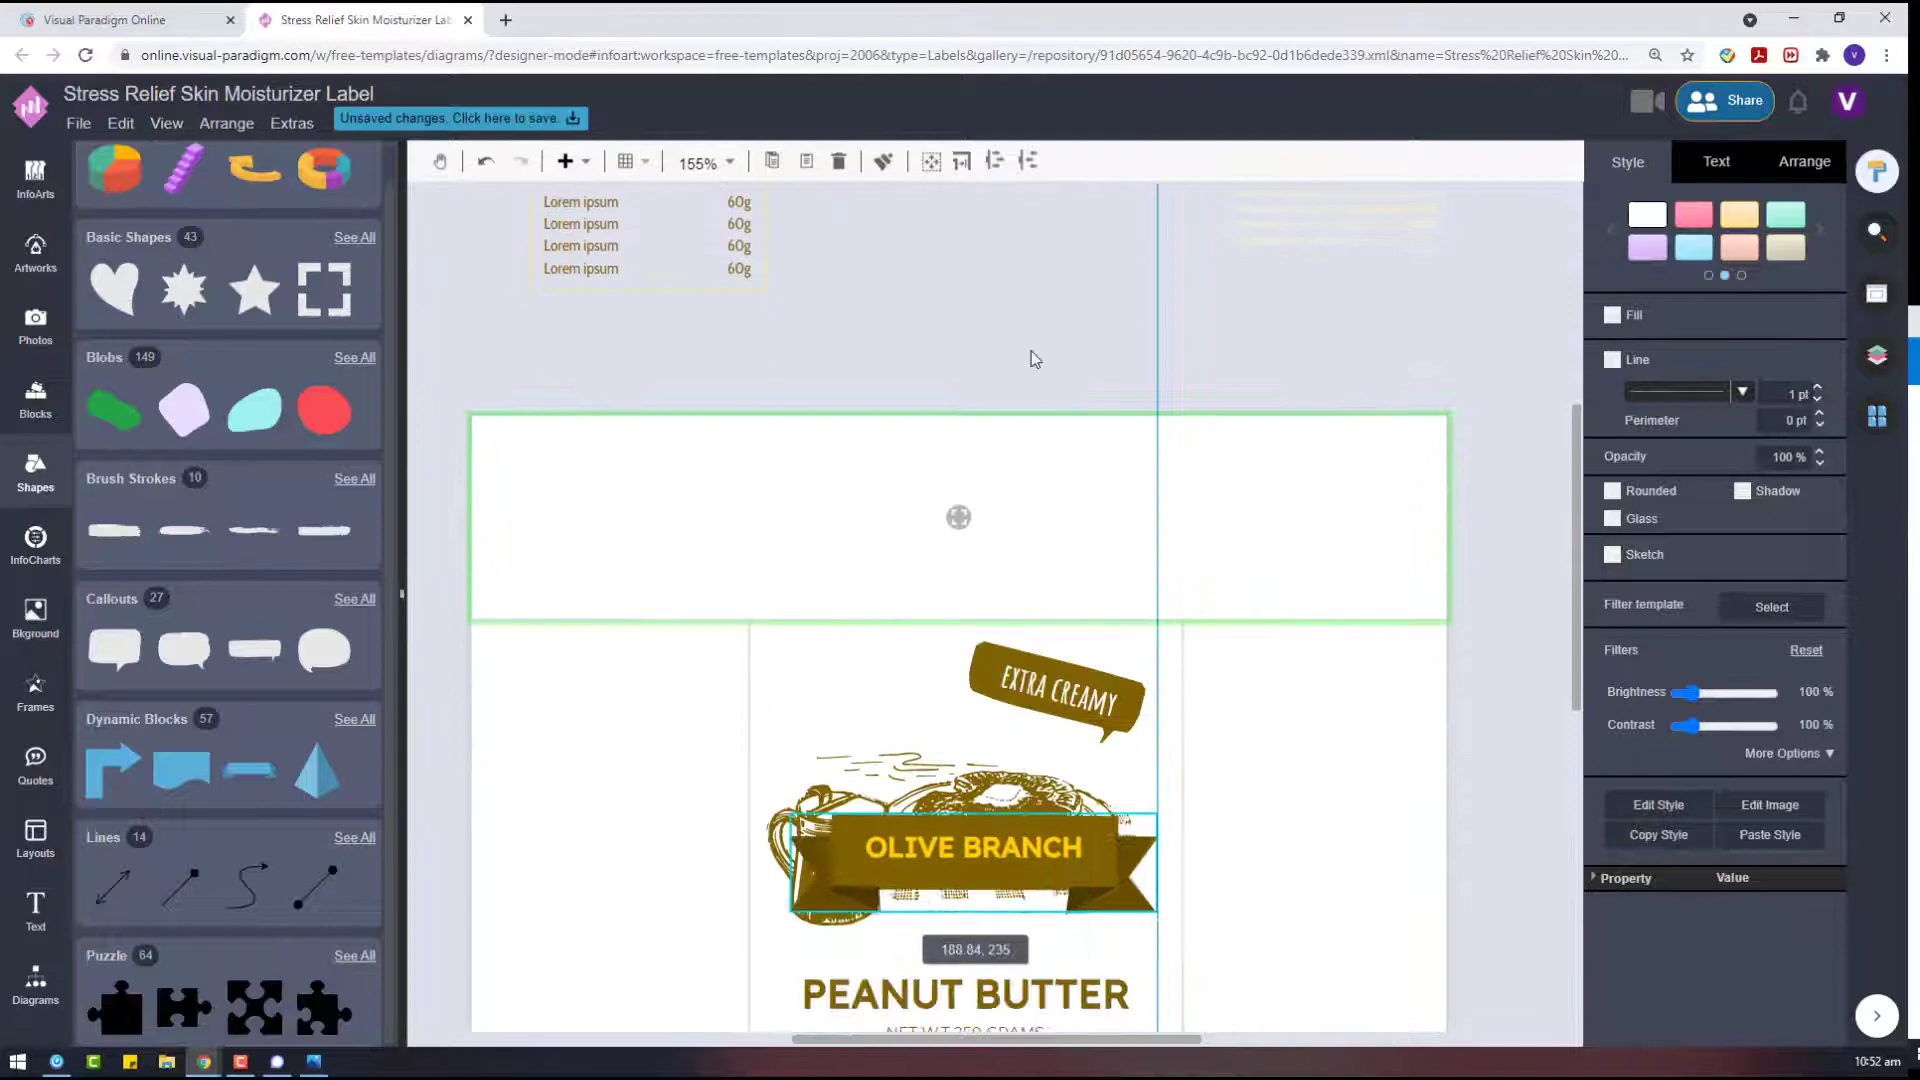 Visual Paradigm Online
Stress Relief Skin Moisturizer Lab
online.visual-paradigm.com/w/free-templates/diagrams/?designer-mode#infoart:workspace=free-templates&proj=2006&type=Labels&gallery=/repository/91d05654-9620-4c9b-bc92-0d1b6dede339.xml&name=Stress%20Relief%20Skin%20...
V
Stress Relief Skin Moisturizer Label
File Edit View Arrange Extras
Unsaved changes. Click here to save.
Share
V
155%
Style Text Arrange
InfoArts
Artworks
Photos
Blocks
Shapes
InfoCharts
Bkground
Frames
Quotes
Layouts
Text
Diagrams
Basic Shapes 43 See All
Blobs 149 See All
Brush Strokes 10 See All
Callouts 27 See All
Dynamic Blocks 57 See All
Lines 14 See All
Puzzle 64 See All
Lorem ipsum 60g
Lorem ipsum 60g
Lorem ipsum 60g
Lorem ipsum 60g
EXTRA CREAMY
OLIVE BRANCH
188.84, 235
PEANUT BUTTER
NET WT 250 GRAMS
Fill
Line
1 pt
Perimeter 0 pt
Opacity 100 %
Rounded Shadow
Glass
Sketch
Filter template Select
Filters Reset
Brightness 100 %
Contrast 100 %
More Options
Edit Style Edit Image
Copy Style Paste Style
Property Value
10:52 am